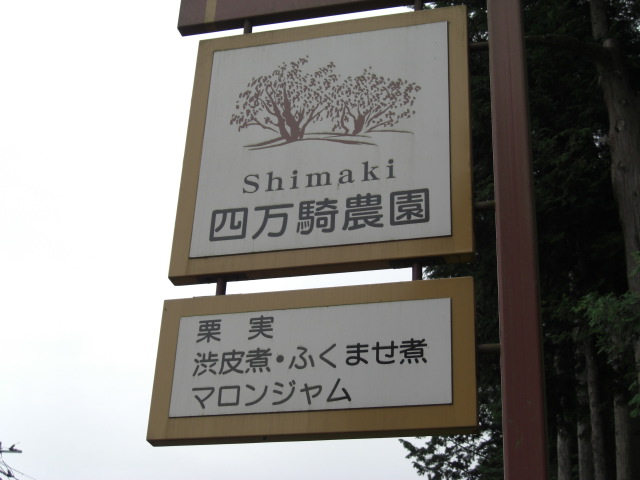 Shimaki
四万騎農園
栗 実
渋皮煮・ふくませ煮
マロンジャム